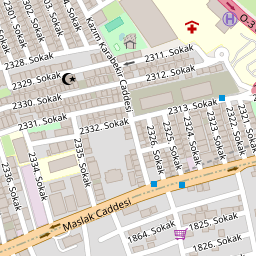 2328. Sokak
2329. Sokak
2330. Sokak
2331. Sokak
2332. Sokak
Kazım Karabekir Caddesi
2311. Sokak
2312. Sokak
2313. Sokak
H
2336.
2334. Sokak
2335. Sokak
2326. Sokak
2325. Sokak
2324. Sokak
2323. Sokak
2322. Sokak
2321. Sokak
Maslak Caddesi
1864. Sokak
1825. Sokak
1826. Sokak